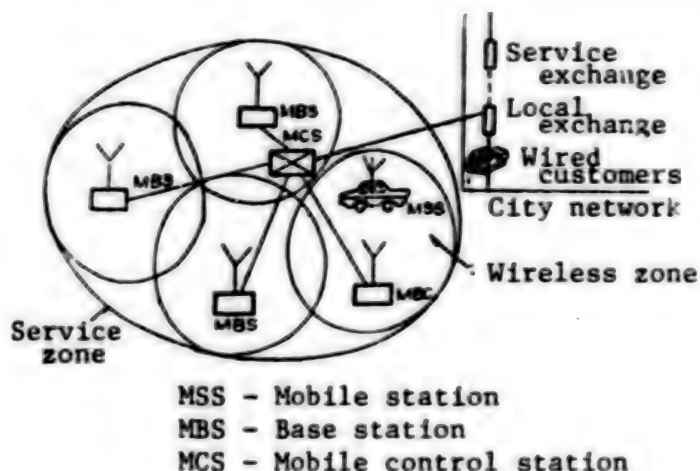 Service
exchange
Local
exchange
Wired
customers
City network
MBS
MCS
MBS
MSS
MBS
MBC
Wireless zone
Service
zone
MSS - Mobile station
MBS - Base station
MCS - Mobile control station